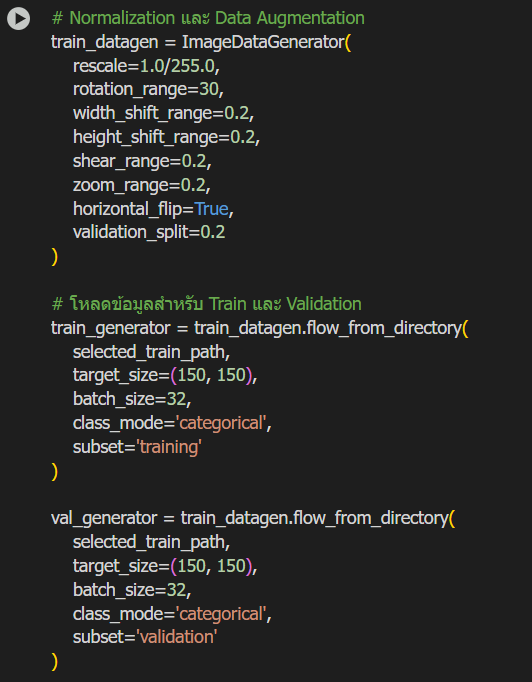 # Normalization และ Data Augmentation
train_datagen = ImageDataGenerator(
    rescale=1.0/255.0,
    rotation_range=30,
    width_shift_range=0.2,
    height_shift_range=0.2,
    shear_range=0.2,
    zoom_range=0.2,
    horizontal_flip=True,
    validation_split=0.2
)

# โหลดข้อมูลสำหรับ Train และ Validation
train_generator = train_datagen.flow_from_directory(
    selected_train_path,
    target_size=(150, 150),
    batch_size=32,
    class_mode='categorical',
    subset='training'
)

val_generator = train_datagen.flow_from_directory(
    selected_train_path,
    target_size=(150, 150),
    batch_size=32,
    class_mode='categorical',
    subset='validation'
)